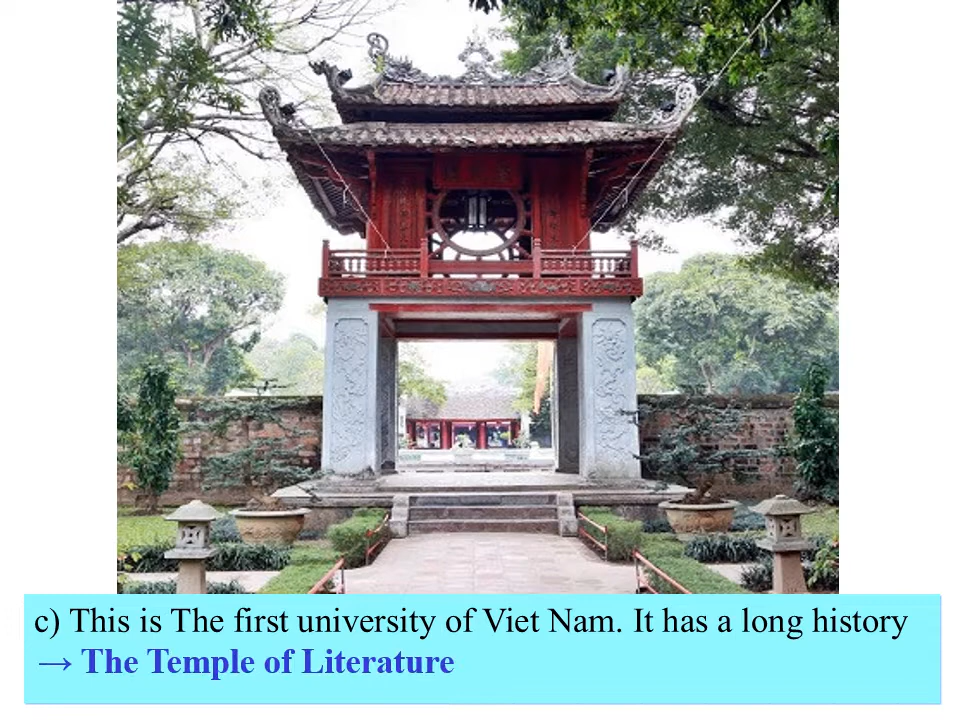 c) This is The first university of Viet Nam. It has a long history
→ The Temple of Literature